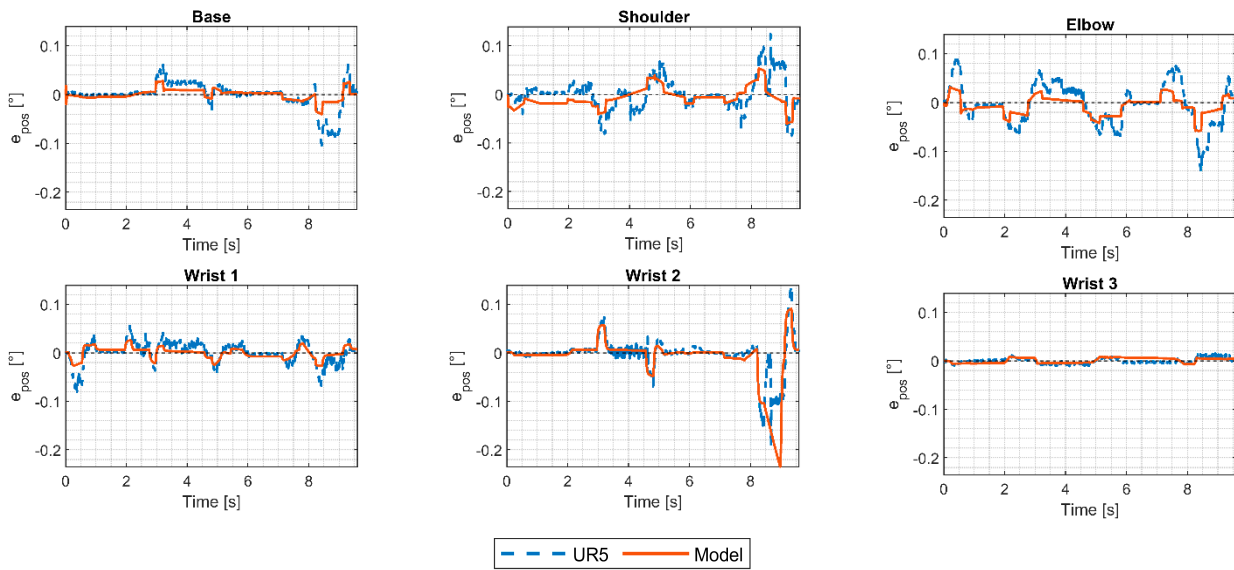 Base
0.1
0
-0.1
-0.2
e_pos [°]
0 2 4 6 8
Time [s]
Shoulder
0.1
0
-0.1
-0.2
e_pos [°]
0 2 4 6 8
Time [s]
Elbow
0.1
0
-0.1
-0.2
e_pos [°]
0 2 4 6 8
Time [s]
Wrist 1
0.1
0
-0.1
-0.2
e_pos [°]
0 2 4 6 8
Time [s]
Wrist 2
0.1
0
-0.1
-0.2
e_pos [°]
0 2 4 6 8
Time [s]
Wrist 3
0.1
0
-0.1
-0.2
e_pos [°]
0 2 4 6 8
Time [s]
UR5 Model